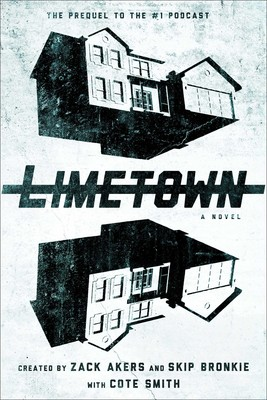 THE PREQUEL TO THE #1 PODCAST
LIMETOWN
A NOVEL
CREATED BY ZACK AKERS AND SKIP BRONKIE
WITH COTE SMITH